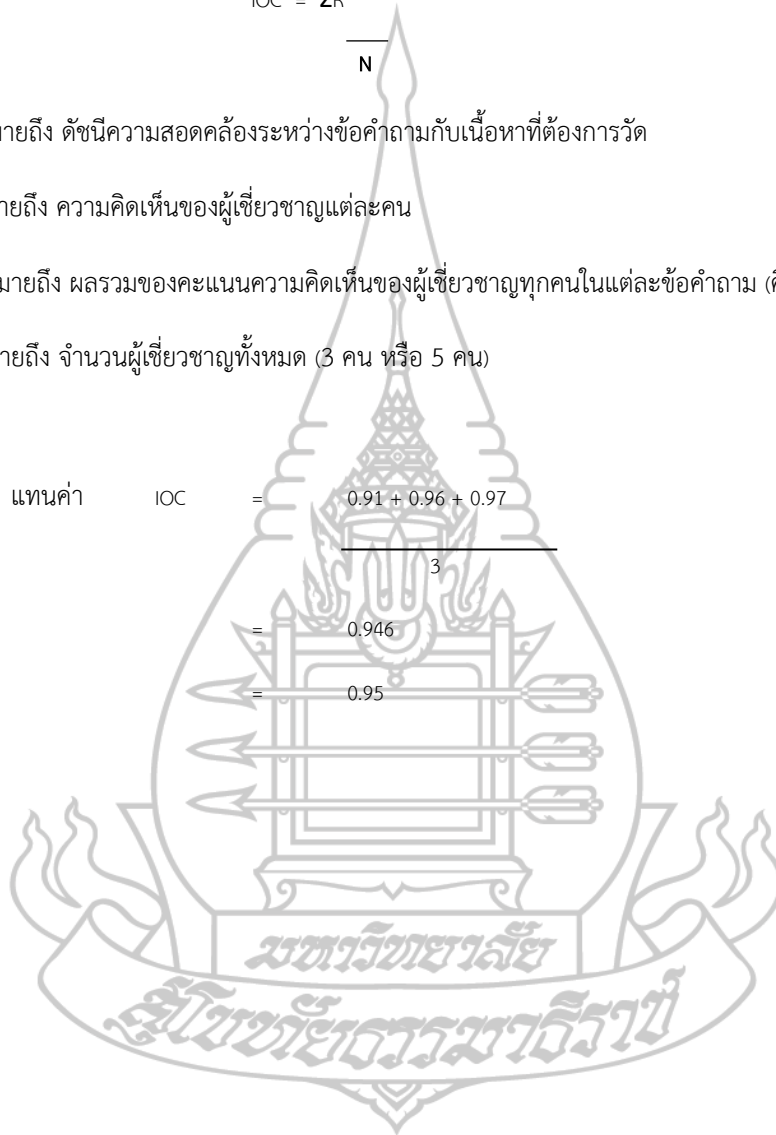 IOC = ΣR
N
หมายถึง ดัชนีความสอดคล้องระหว่างข้อคำถามกับเนื้อหาที่ต้องการวัด
หมายถึง ความคิดเห็นของผู้เชี่ยวชาญแต่ละคน
หมายถึง ผลรวมของคะแนนความคิดเห็นของผู้เชี่ยวชาญทุกคนในแต่ละข้อคำถาม
หมายถึง จำนวนผู้เชี่ยวชาญทั้งหมด (3 คน หรือ 5 คน)
แทนค่า IOC = 0.91 + 0.96 + 0.97
3
= 0.946
= 0.95
มหาวิทยาลัย
สุโขทัยธรรมาธิราช